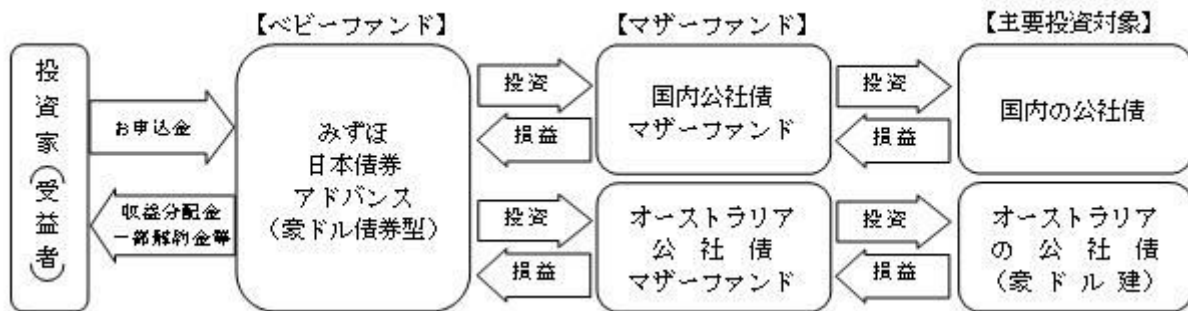 【ベビーファンド】
【マザーファンド】
【主要投資対象】
投資家（受益者）
お申込金
収益分配金
一部解約金等
みずほ
日本債券
アドバンス
（豪ドル債券型）
投資
損益
国内公社債
マザーファンド
投資
損益
国内の公社債
投資
損益
オーストラリア
公社債
マザーファンド
投資
損益
オーストラリア
の公社債
（豪ドル建）